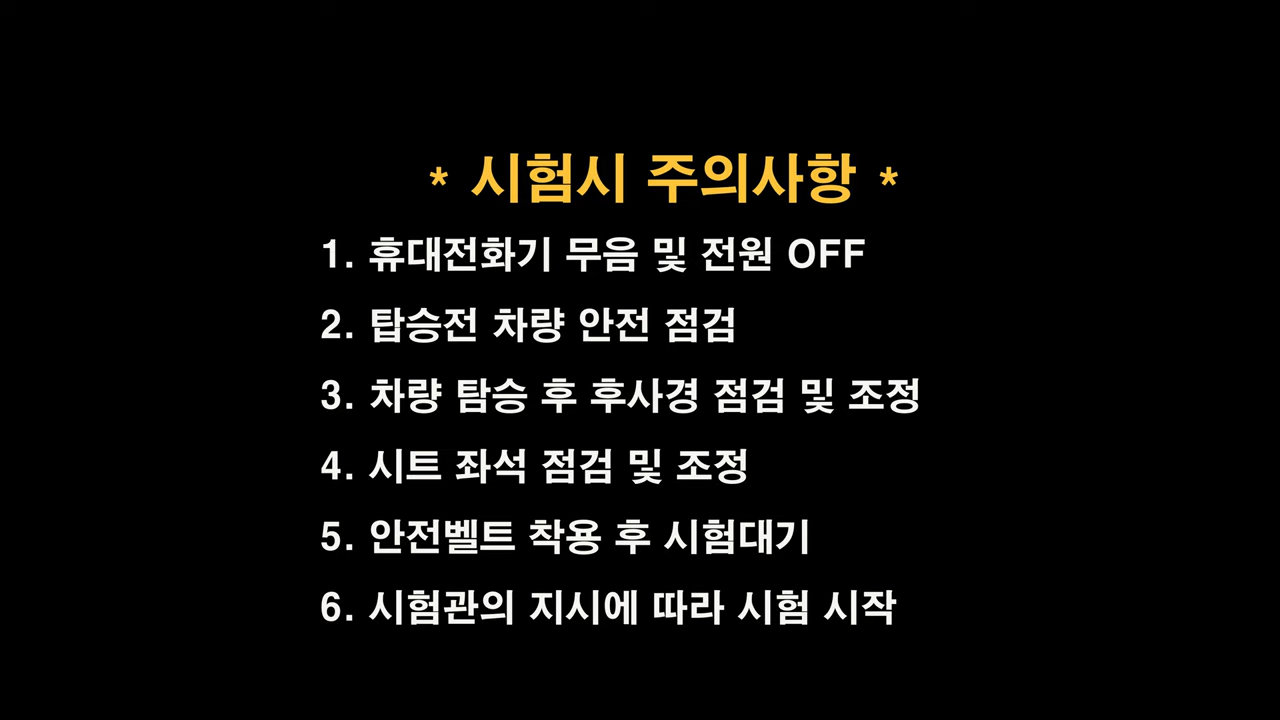 * 시험시 주의사항 *
1. 휴대전화기 무음 및 전원 OFF
2. 탑승전 차량 안전 점검
3. 차량 탐승 후 후사경 점검 및 조정
4. 시트 좌석 점검 및 조정
5. 안전벨트 착용 후 시험대기
6. 시험관의 지시에 따라 시험 시작